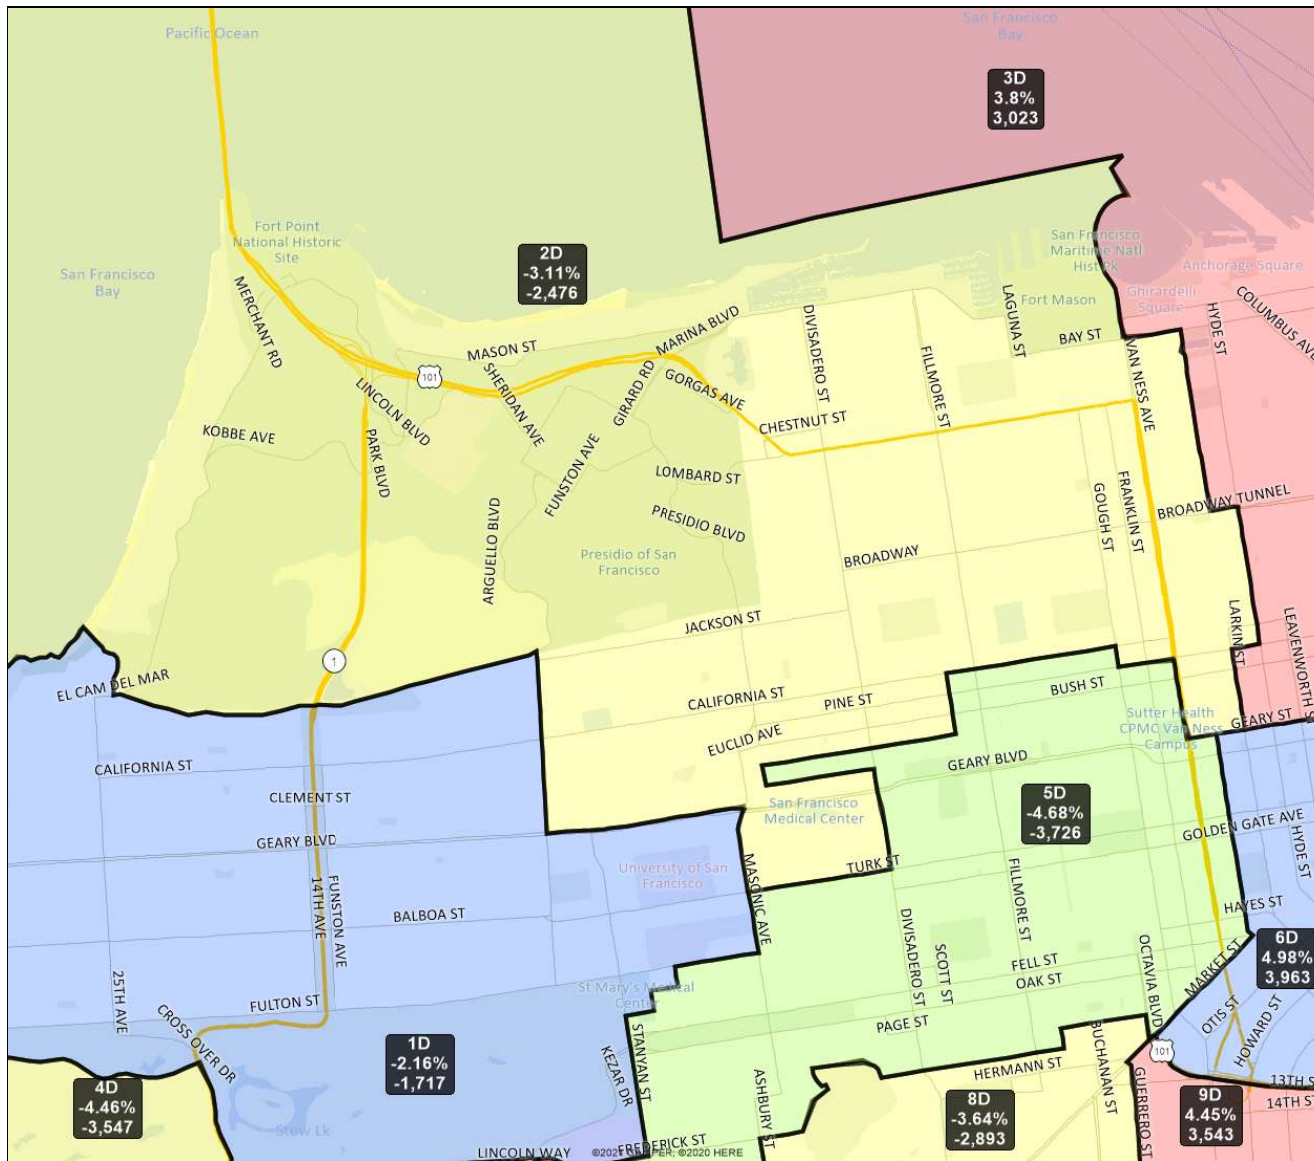 Pacific Ocean
San Francisco
Bay
3D
3.8%
3,023
Fort Point
National Historic
Site
San Francisco
Bay
2D
-3.11%
-2,476
San Francisco
Maritime Natl
Hist Pk
Anchorage Square
Ghirardelli
Square
Fort Mason
HYDE ST
COLUMBUS AVE
MERCHANT RD
MASON ST
MARINA BLVD
DIVISADERO ST
LAGUNA ST
BAY ST
VAN NESS AVE
FILLMORE ST
101
SHERIDAN AVE
GIRARD RD
GORGAS AVE
LINCOLN BLVD
CHESTNUT ST
KOBBE AVE
PARK BLVD
FUNSTON AVE
LOMBARD ST
GOUGH ST
FRANKLIN ST
BROADWAY TUNNEL
ARGUELLO BLVD
PRESIDIO BLVD
Presidio of San
Francisco
BROADWAY
JACKSON ST
LARKIN ST
LEAVENWORTH ST
1
EL CAM DEL MAR
CALIFORNIA ST
PINE ST
BUSH ST
EUCLID AVE
Sutter Health
CPMC Van Ness
Campus
GEARY ST
CALIFORNIA ST
GEARY BLVD
CLEMENT ST
San Francisco
Medical Center
5D
-4.68%
-3,726
GEARY BLVD
GOLDEN GATE AVE
HYDE ST
University of San
Francisco
MASONIC AVE
TURK ST
FILLMORE ST
14TH AVE
FUNSTON AVE
BALBOA ST
DIVISADERO ST
HAYES ST
SCOTT ST
OCTAVIA BLVD
MARKET ST
6D
4.98%
3,963
FELL ST
OAK ST
25TH AVE
St Mary's Medical
Center
FULTON ST
CROSS OVER DR
STANYAN ST
PAGE ST
OTIS ST
HOWARD ST
1D
-2.16%
-1,717
KEZAR DR
BUCHANAN ST
101
4D
-4.46%
-3,547
ASHBURY ST
HERMANN ST
GUERRERO ST
13TH S
14TH ST
8D
-3.64%
-2,893
9D
4.45%
3,543
Stow Lk
LINCOLN WAY
FREDERICK ST
©2021 CALIPER; ©2020 HERE